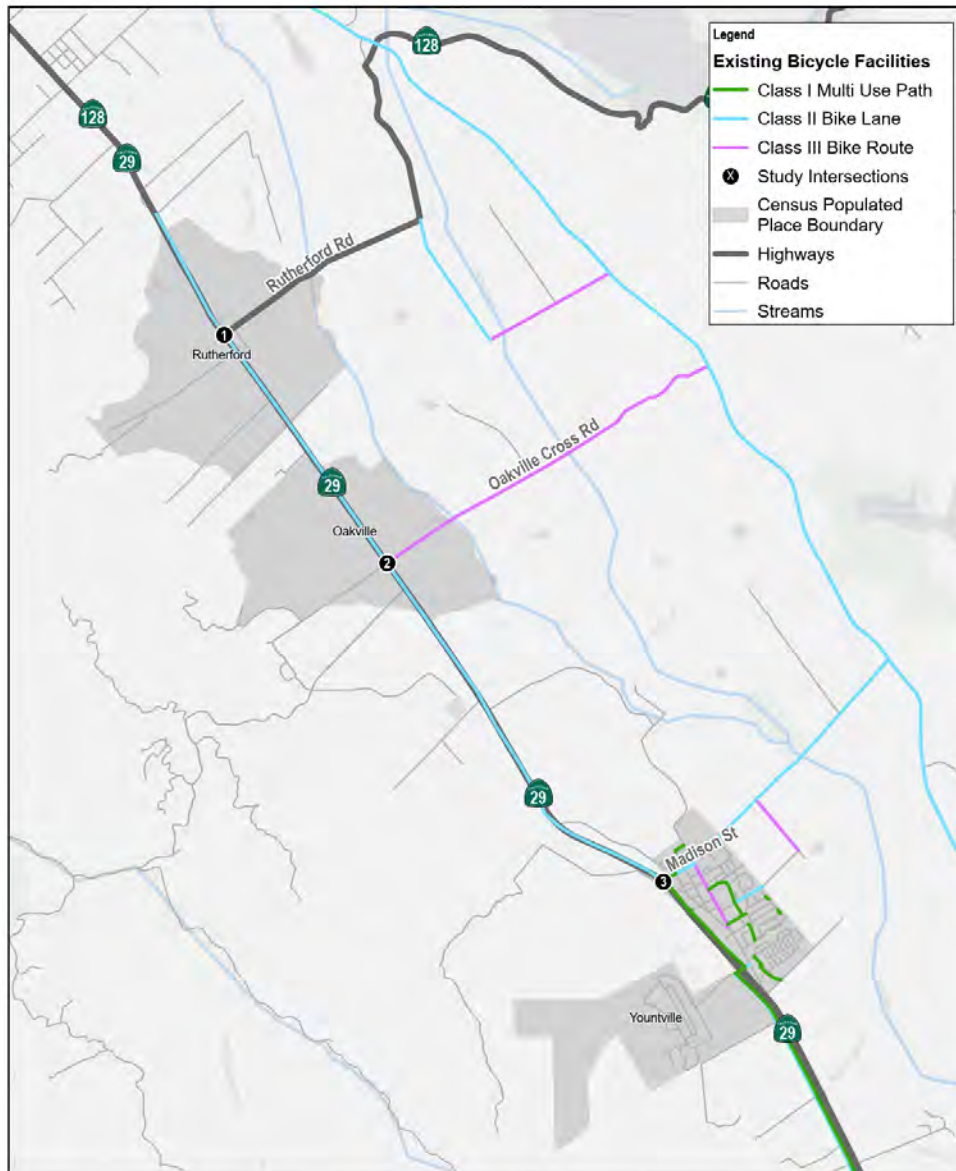 128
Legend
Existing Bicycle Facilities
Class I Multi Use Path
Class II Bike Lane
Class III Bike Route
X Study Intersections
Census Populated
Place Boundary
Highways
Roads
Streams
128
29
Rutherford Rd
1
Rutherford
29
Oakville Cross Rd
Oakville
2
29
Madison St
3
Yountville
29